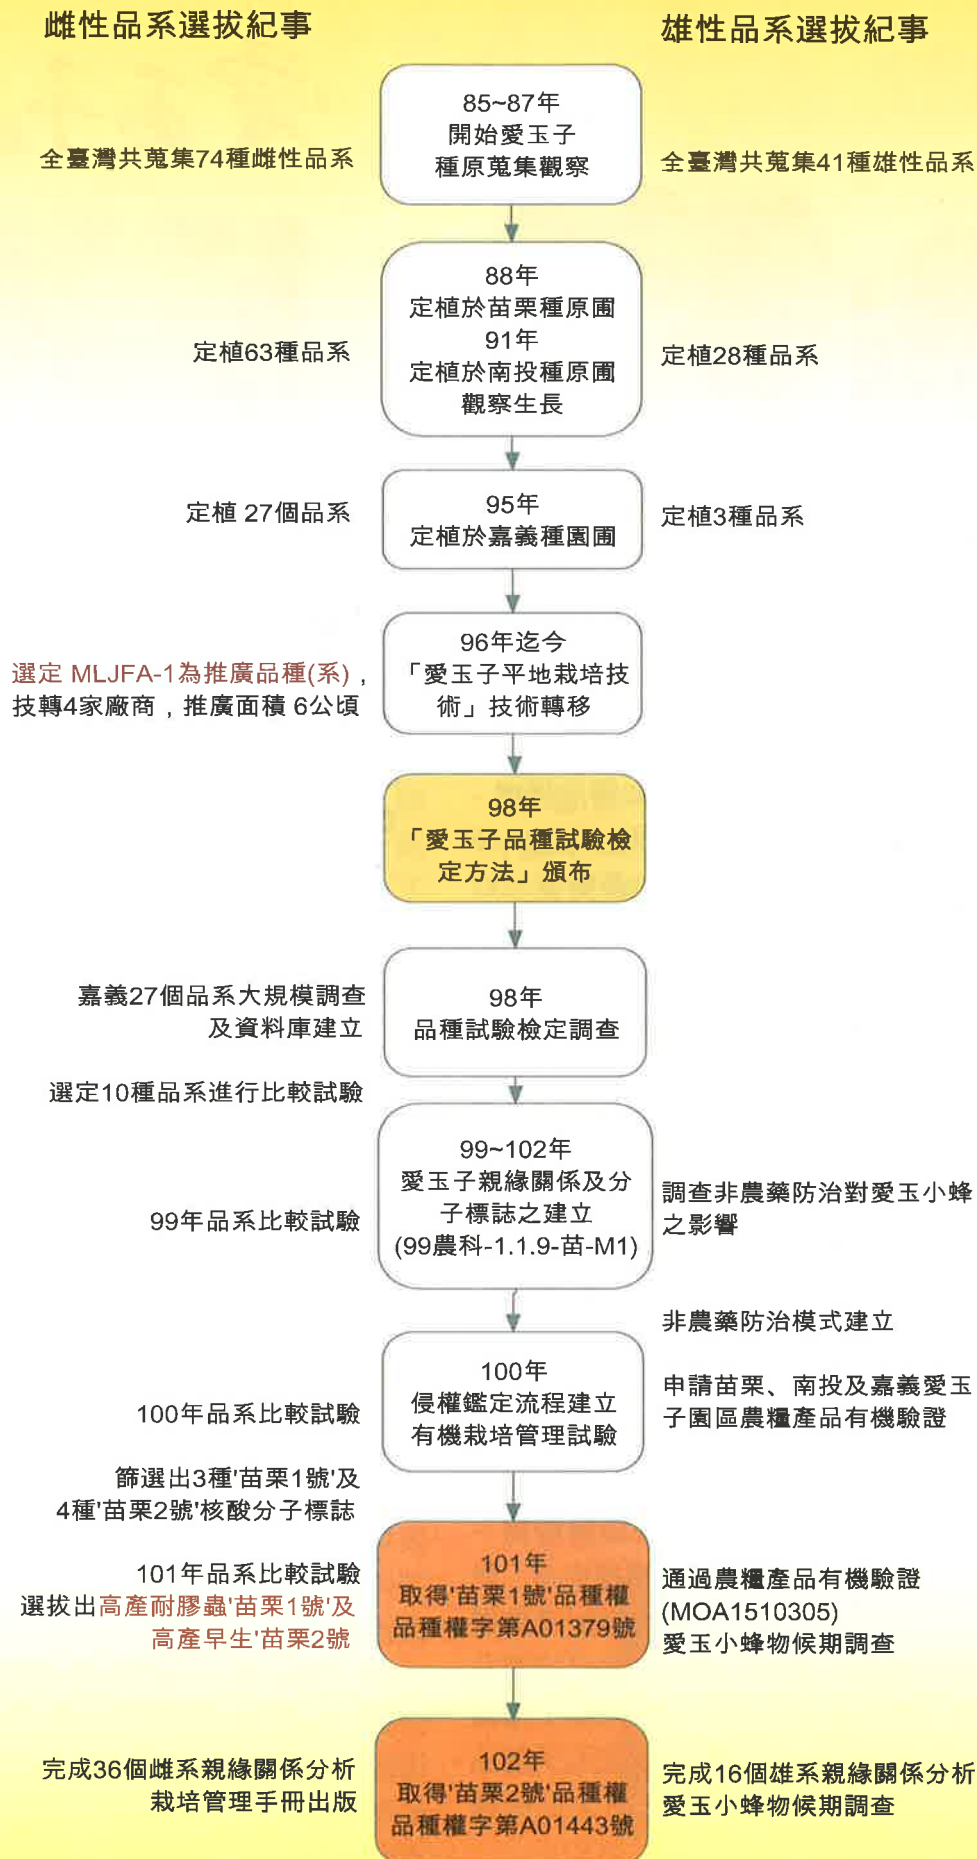 雌性品系選拔紀事
雄性品系選拔紀事
85~87年
開始愛玉子
種原蒐集觀察
全臺灣共蒐集74種雌性品系
全臺灣共蒐集41種雄性品系
88年
定植於苗栗種原圃
91年
定植於南投種原圃
觀察生長
定植63種品系
定植28種品系
95年
定植於嘉義種園圃
定植 27個品系
定植3種品系
96年迄今
「愛玉子平地栽培技
術」技術轉移
選定 MLJFA-1為推廣品種(系)，
技轉4家廠商，推廣面積 6公頃
98年
「愛玉子品種試驗檢
定方法」頒布
98年
品種試驗檢定調查
嘉義27個品系大規模調查
及資料庫建立
選定10種品系進行比較試驗
99~102年
愛玉子親緣關係及分
子標誌之建立
(99農科-1.1.9-苗-M1)
99年品系比較試驗
調查非農藥防治對愛玉小蜂
之影響
非農藥防治模式建立
100年
侵權鑑定流程建立
有機栽培管理試驗
100年品系比較試驗
申請苗栗、南投及嘉義愛玉
子園區農糧產品有機驗證
篩選出3種'苗栗1號'及
4種'苗栗2號'核酸分子標誌
101年
取得'苗栗1號'品種權
品種權字第A01379號
101年品系比較試驗
選拔出高產耐膠蟲'苗栗1號'及
高產早生'苗栗2號
通過農糧產品有機驗證
(MOA1510305)
愛玉小蜂物候期調查
102年
取得'苗栗2號'品種權
品種權字第A01443號
完成36個雌系親緣關係分析
栽培管理手冊出版
完成16個雄系親緣關係分析
愛玉小蜂物候期調查